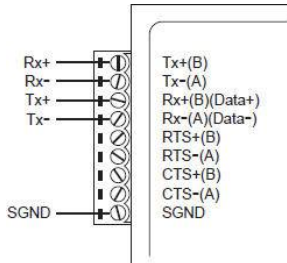 Rx+ Tx+(B)
Rx- Tx-(A)
Tx+ Rx+(B)(Data+)
Tx- Rx-(A)(Data-)
RTS+(B)
RTS-(A)
CTS+(B)
CTS-(A)
SGND SGND